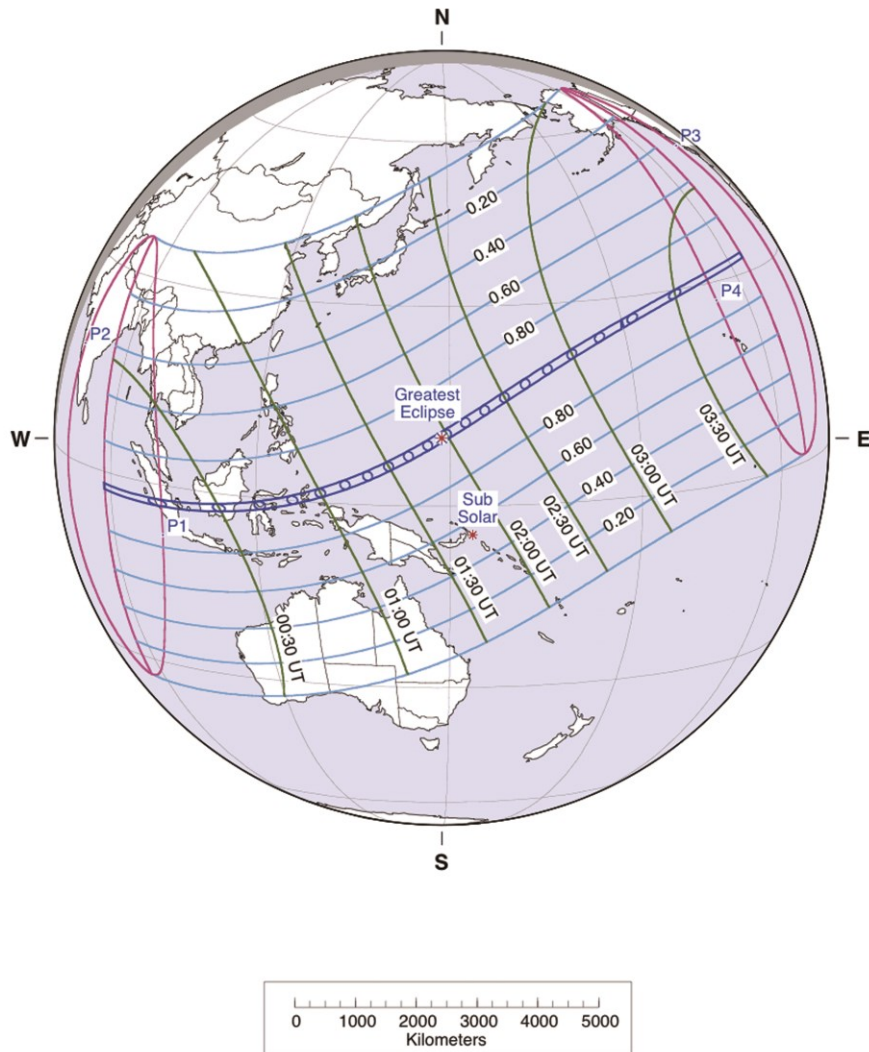 N
P3
0.20
0.40
P2
0.60
P4
0.80
Greatest
Eclipse
W
E
0.80
03:30 UT
0.60
03:00 UT
0.40
Sub
Solar
02:30 UT
P1
0.20
02:00 UT
01:30 UT
01:00 UT
00:30 UT
S
0 1000 2000 3000 4000 5000
Kilometers